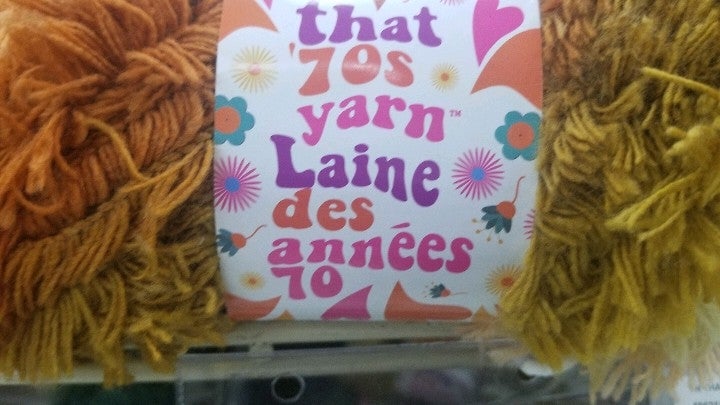 that
'70s
yarn™
Laine
des
années
70